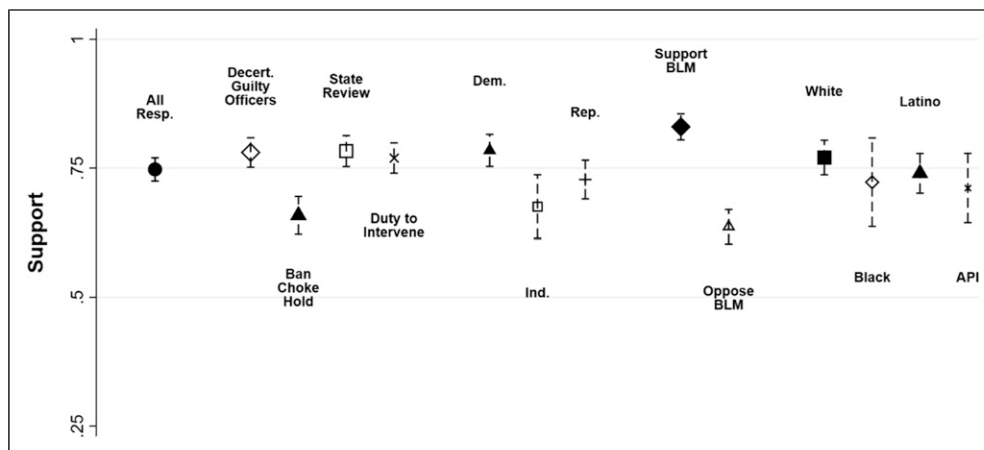 1
Support
BLM
Decert.
Guilty
Officers
State
Review
Dem.
White
All
Resp.
Latino
Rep.
.75
Duty to
Intervene
Support
Ban
Choke
Hold
Black
API
Ind.
Oppose
BLM
.5
.25